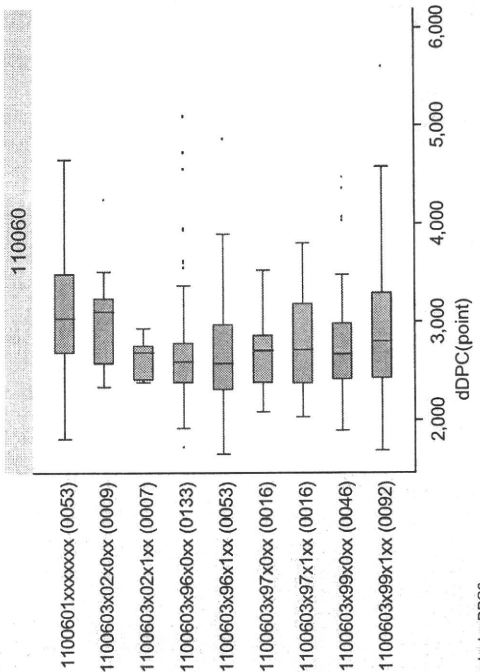 110060
1100601xxxxxxx (0053)
1100603x02x0xx (0009)
1100603x02x1xx (0007)
1100603x96x0xx (0133)
1100603x96x1xx (0053)
1100603x97x0xx (0016)
1100603x97x1xx (0016)
1100603x99x0xx (0046)
1100603x99x1xx (0092)
2,000
3,000
4,000
5,000
6,000
dDPC(point)